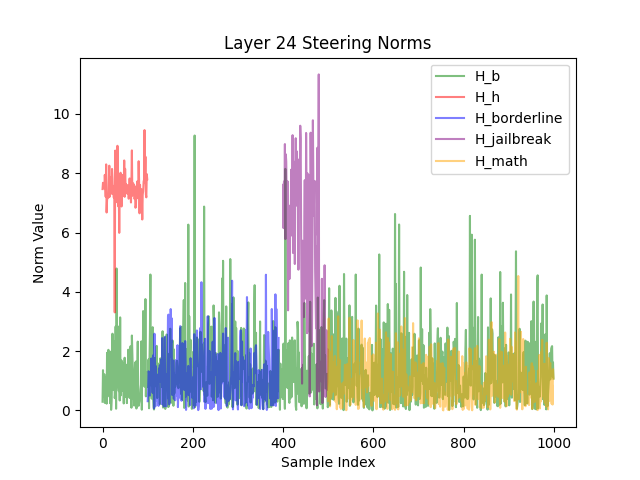 Layer 24 Steering Norms
H_b
H_h
H_borderline
H_jailbreak
H_math
Norm Value
10
8
6
4
2
0
0 200 400 600 800 1000
Sample Index